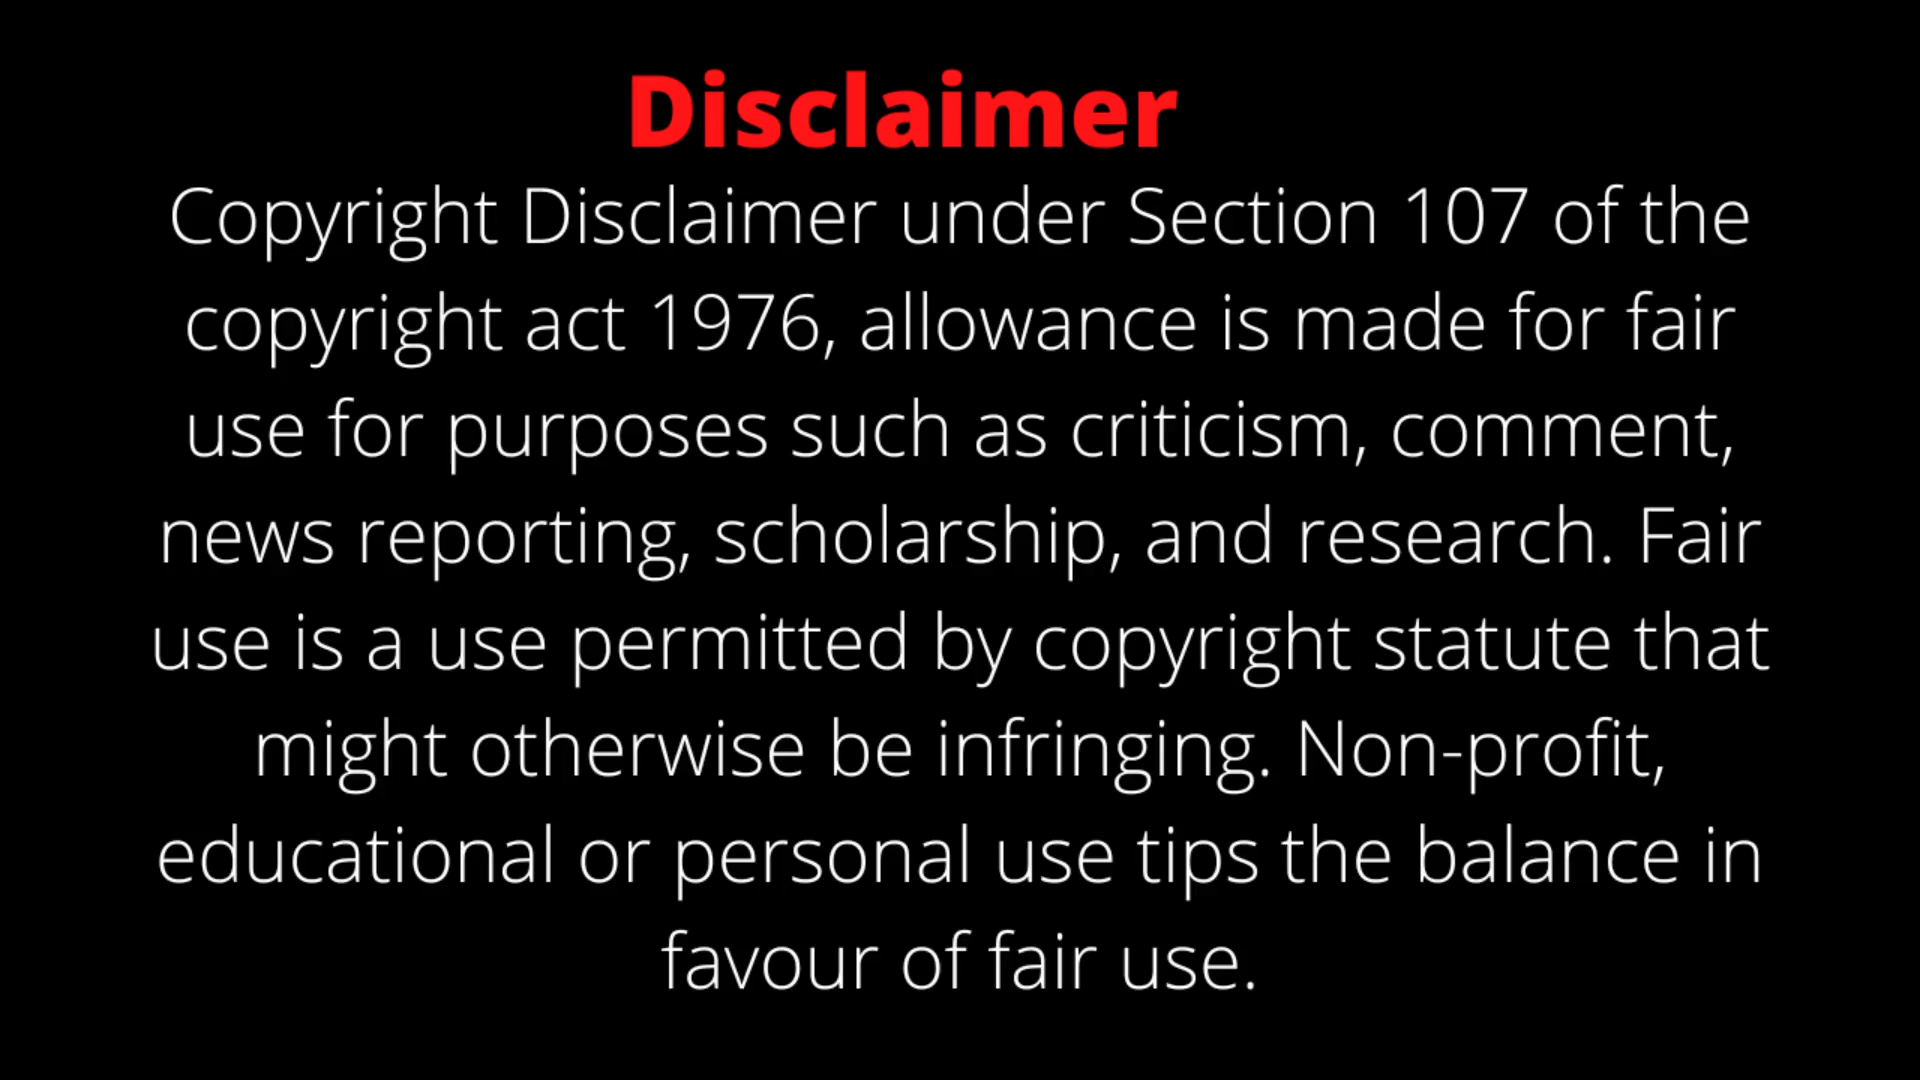 Disclaimer
Copyright Disclaimer under Section 107 of the
copyright act 1976, allowance is made for fair
use for purposes such as criticism, comment,
news reporting, scholarship, and research. Fair
use is a use permitted by copyright statute that
might otherwise be infringing. Non-profit,
educational or personal use tips the balance in
favour of fair use.